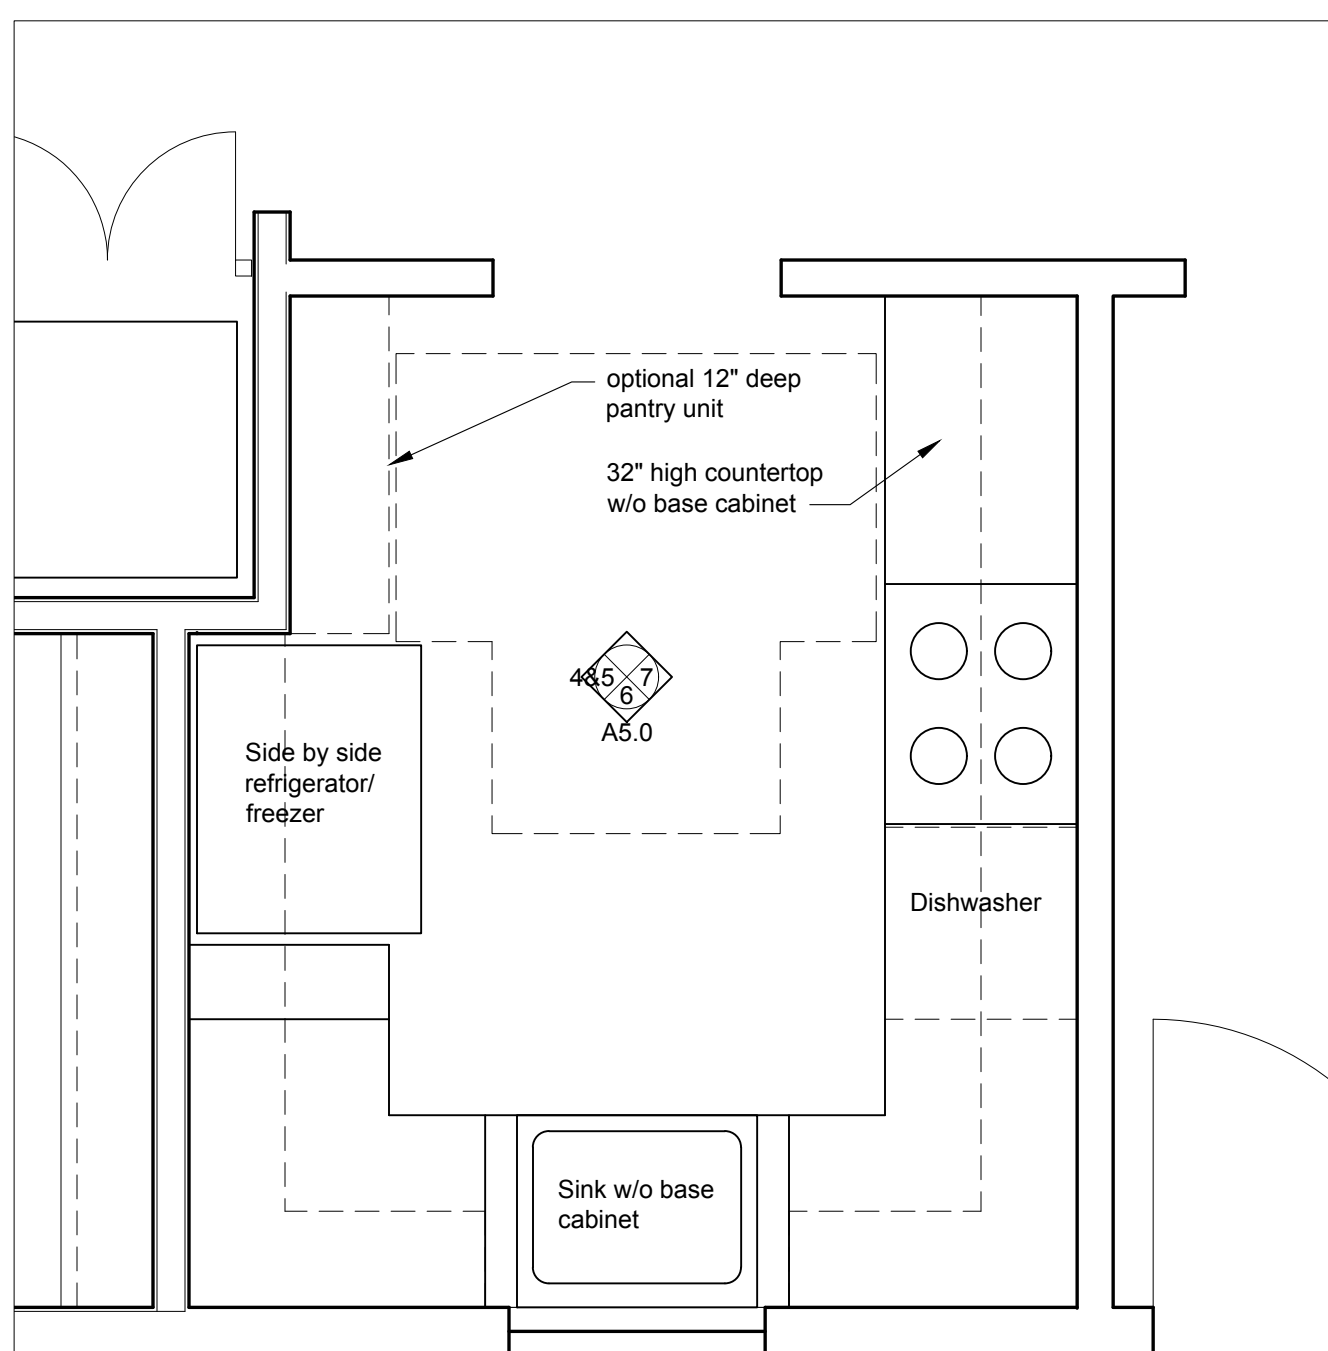 optional 12" deep
pantry unit
32" high countertop
w/o base cabinet
4&5
7
6
A5.0
Side by side
refrigerator/
freezer
Dishwasher
Sink w/o base
cabinet